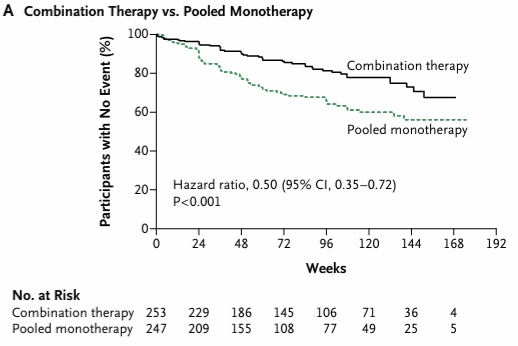 A Combination Therapy vs. Pooled Monotherapy
Participants with No Event (%)
100
80
60
40
20
0
Combination therapy
Pooled monotherapy
Hazard ratio, 0.50 (95% CI, 0.35–0.72)
P<0.001
0 24 48 72 96 120 144 168 192
Weeks
No. at Risk
Combination therapy 253 229 186 145 106 71 36 4
Pooled monotherapy 247 209 155 108 77 49 25 5